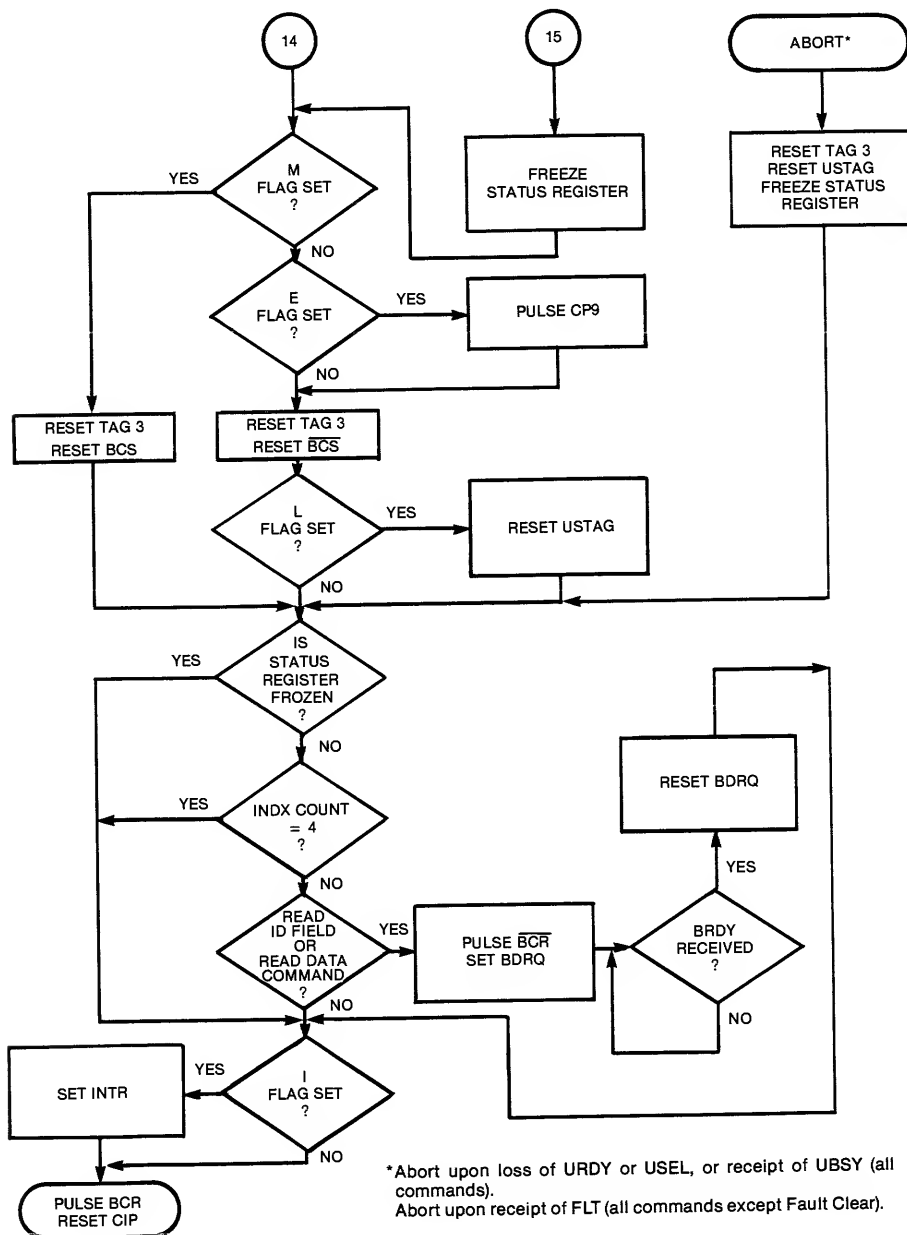 14
15
ABORT*
M
FLAG SET
?
YES
NO
FREEZE
STATUS REGISTER
RESET TAG 3
RESET USTAG
FREEZE STATUS
REGISTER
E
FLAG SET
?
YES
NO
PULSE CP9
RESET TAG 3
RESET BCS
RESET TAG 3
RESET B̅C̅S̅
L
FLAG SET
?
YES
NO
RESET USTAG
IS
STATUS
REGISTER
FROZEN
?
YES
NO
INDX COUNT
= 4
?
YES
NO
RESET BDRQ
YES
READ
ID FIELD
OR
READ DATA
COMMAND
?
YES
NO
PULSE B̅C̅R̅
SET BDRQ
BRDY
RECEIVED
?
NO
I
FLAG SET
?
YES
NO
SET INTR
PULSE BCR
RESET CIP
*Abort upon loss of URDY or USEL, or receipt of UBSY (all
commands).
Abort upon receipt of FLT (all commands except Fault Clear).